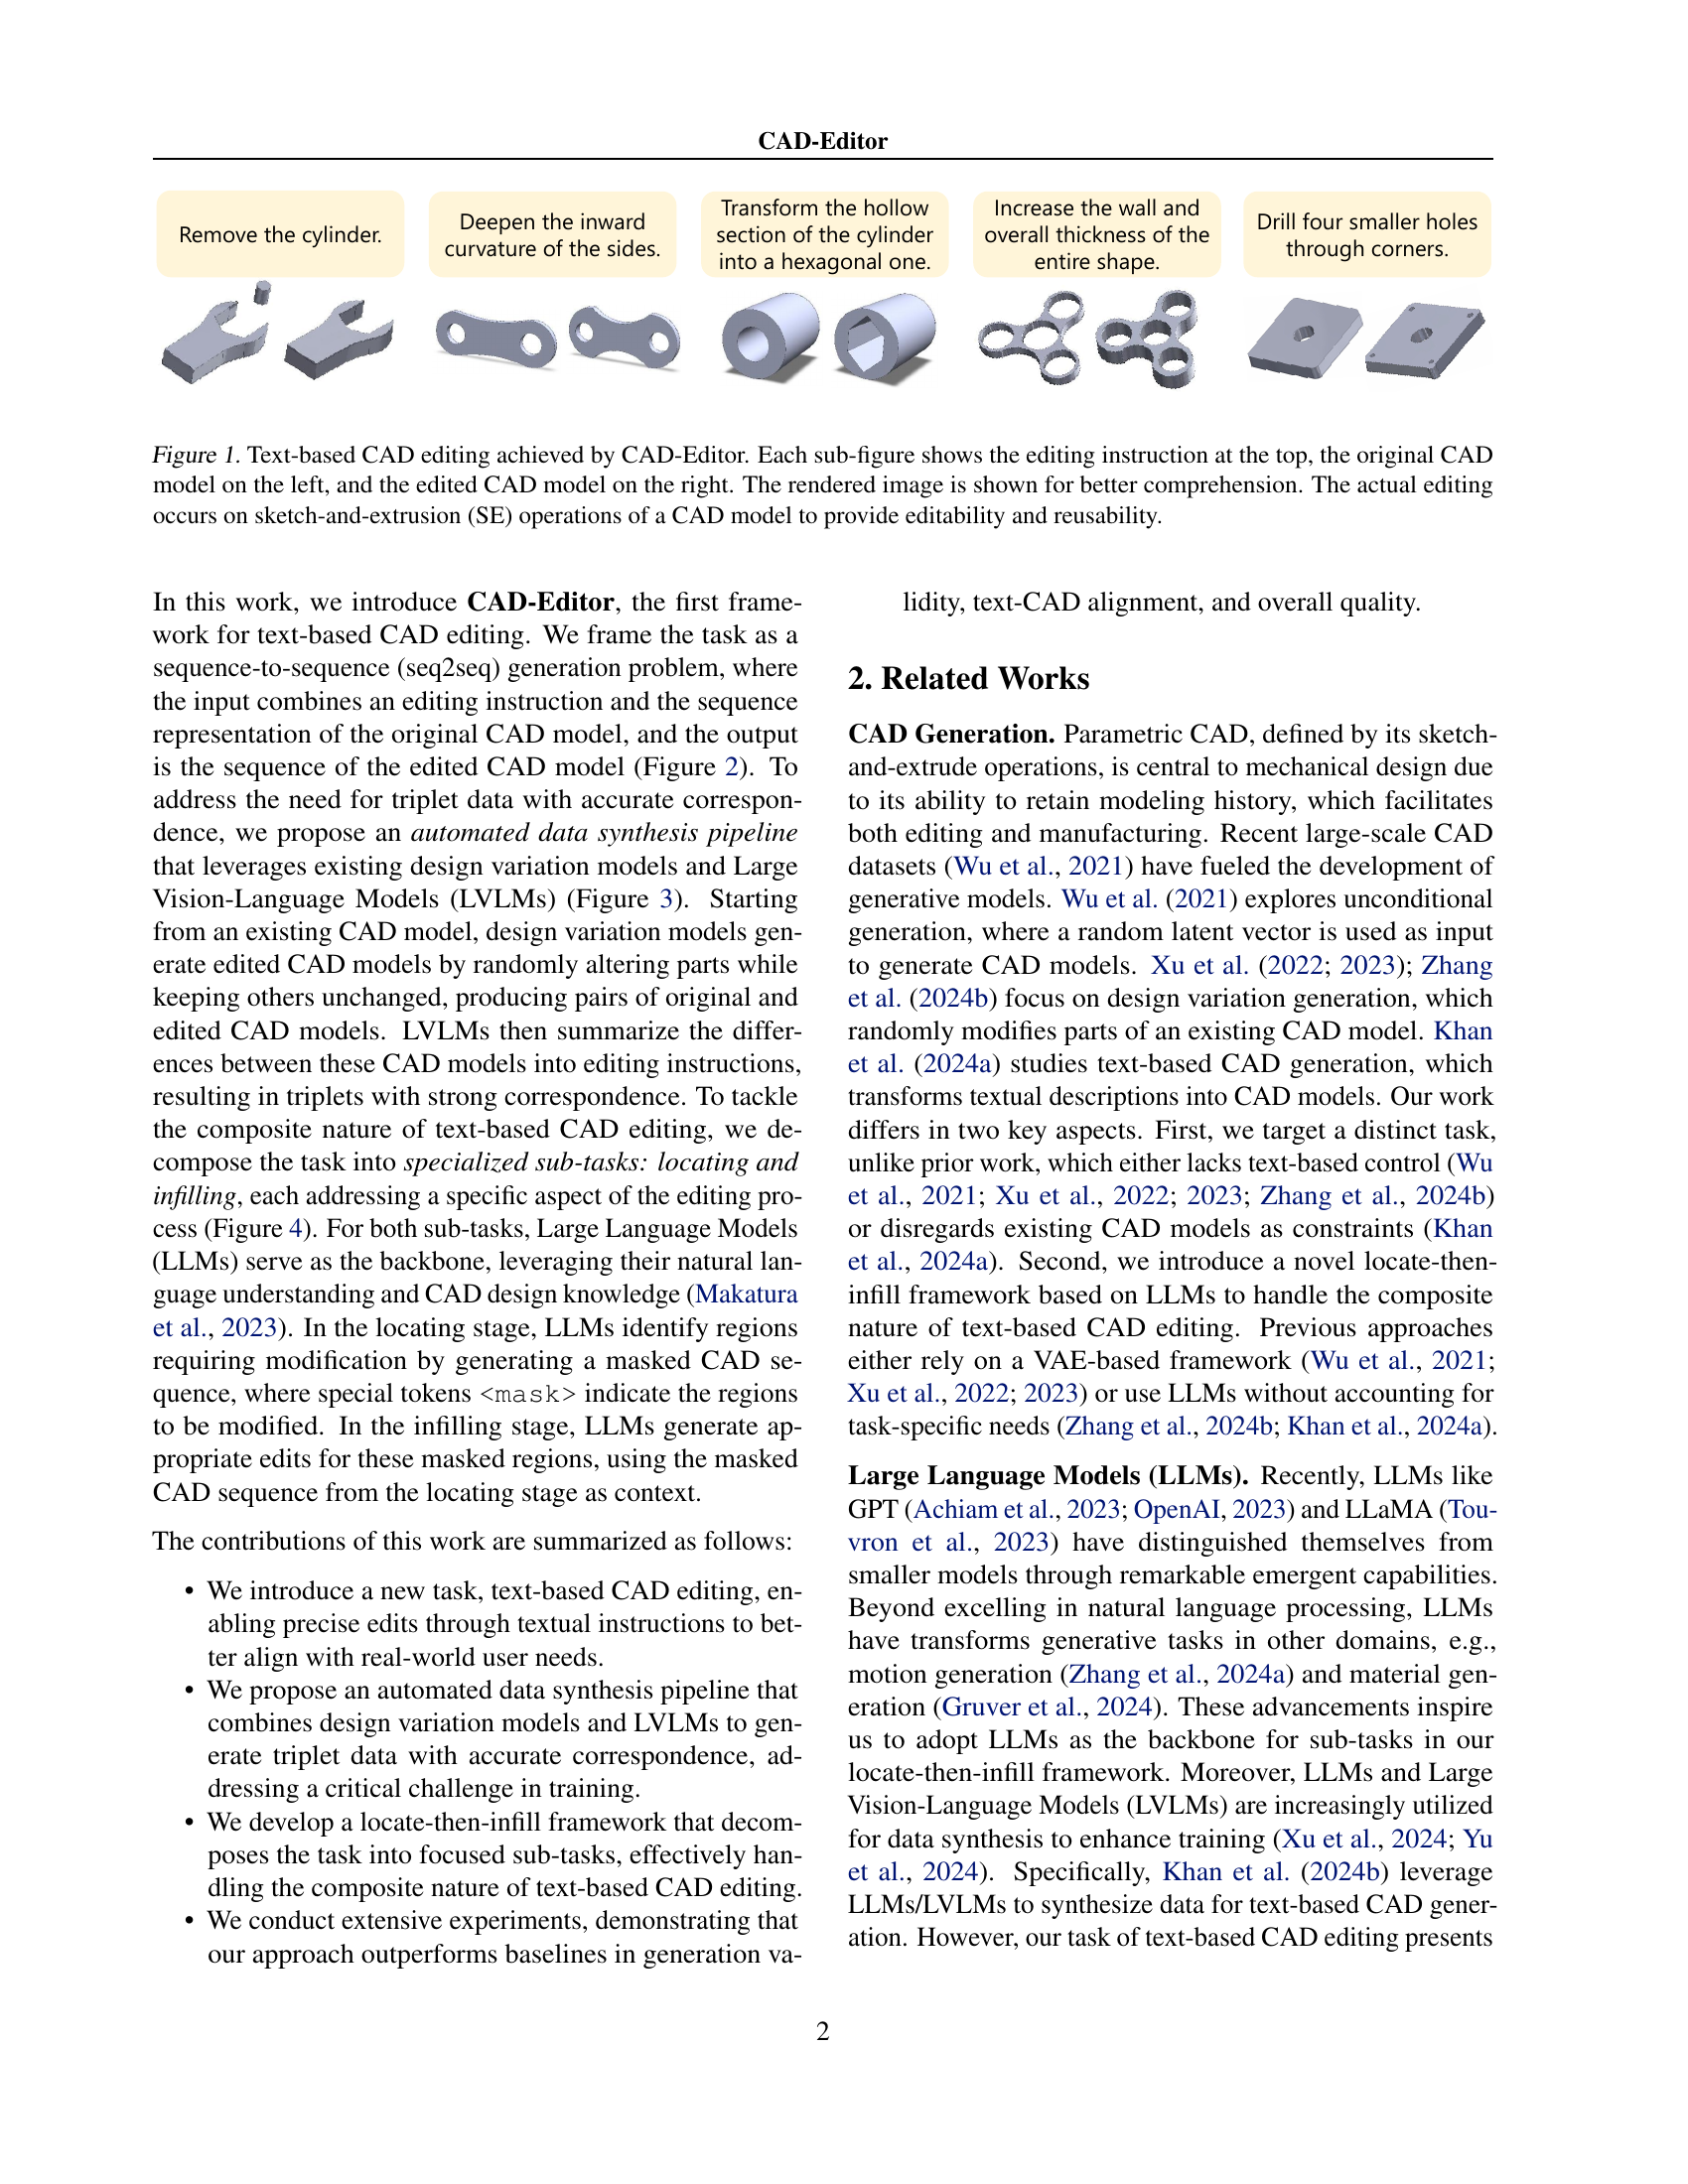 CAD-Editor
Remove the cylinder.
Deepen the inward
curvature of the sides.
Transform the hollow
section of the cylinder
into a hexagonal one.
Increase the wall and
overall thickness of the
entire shape.
Drill four smaller holes
through corners.
Figure 1. Text-based CAD editing achieved by CAD-Editor. Each sub-figure shows the editing instruction at the top, the original CAD
model on the left, and the edited CAD model on the right. The rendered image is shown for better comprehension. The actual editing
occurs on sketch-and-extrusion (SE) operations of a CAD model to provide editability and reusability.
In this work, we introduce CAD-Editor, the first frame-
work for text-based CAD editing. We frame the task as a
sequence-to-sequence (seq2seq) generation problem, where
the input combines an editing instruction and the sequence
representation of the original CAD model, and the output
is the sequence of the edited CAD model (Figure 2). To
address the need for triplet data with accurate correspon-
dence, we propose an automated data synthesis pipeline
that leverages existing design variation models and Large
Vision-Language Models (LVLMs) (Figure 3). Starting
from an existing CAD model, design variation models gen-
erate edited CAD models by randomly altering parts while
keeping others unchanged, producing pairs of original and
edited CAD models. LVLMs then summarize the differ-
ences between these CAD models into editing instructions,
resulting in triplets with strong correspondence. To tackle
the composite nature of text-based CAD editing, we de-
compose the task into specialized sub-tasks: locating and
infilling, each addressing a specific aspect of the editing pro-
cess (Figure 4). For both sub-tasks, Large Language Models
(LLMs) serve as the backbone, leveraging their natural lan-
guage understanding and CAD design knowledge (Makatura
et al., 2023). In the locating stage, LLMs identify regions
requiring modification by generating a masked CAD se-
quence, where special tokens <mask> indicate the regions
to be modified. In the infilling stage, LLMs generate ap-
propriate edits for these masked regions, using the masked
CAD sequence from the locating stage as context.
The contributions of this work are summarized as follows:
• We introduce a new task, text-based CAD editing, en-
abling precise edits through textual instructions to bet-
ter align with real-world user needs.
• We propose an automated data synthesis pipeline that
combines design variation models and LVLMs to gen-
erate triplet data with accurate correspondence, ad-
dressing a critical challenge in training.
• We develop a locate-then-infill framework that decom-
poses the task into focused sub-tasks, effectively han-
dling the composite nature of text-based CAD editing.
• We conduct extensive experiments, demonstrating that
our approach outperforms baselines in generation va-
lidity, text-CAD alignment, and overall quality.
2. Related Works
CAD Generation. Parametric CAD, defined by its sketch-
and-extrude operations, is central to mechanical design due
to its ability to retain modeling history, which facilitates
both editing and manufacturing. Recent large-scale CAD
datasets (Wu et al., 2021) have fueled the development of
generative models. Wu et al. (2021) explores unconditional
generation, where a random latent vector is used as input
to generate CAD models. Xu et al. (2022; 2023); Zhang
et al. (2024b) focus on design variation generation, which
randomly modifies parts of an existing CAD model. Khan
et al. (2024a) studies text-based CAD generation, which
transforms textual descriptions into CAD models. Our work
differs in two key aspects. First, we target a distinct task,
unlike prior work, which either lacks text-based control (Wu
et al., 2021; Xu et al., 2022; 2023; Zhang et al., 2024b)
or disregards existing CAD models as constraints (Khan
et al., 2024a). Second, we introduce a novel locate-then-
infill framework based on LLMs to handle the composite
nature of text-based CAD editing. Previous approaches
either rely on a VAE-based framework (Wu et al., 2021;
Xu et al., 2022; 2023) or use LLMs without accounting for
task-specific needs (Zhang et al., 2024b; Khan et al., 2024a).
Large Language Models (LLMs). Recently, LLMs like
GPT (Achiam et al., 2023; OpenAI, 2023) and LLaMA (Tou-
vron et al., 2023) have distinguished themselves from
smaller models through remarkable emergent capabilities.
Beyond excelling in natural language processing, LLMs
have transforms generative tasks in other domains, e.g.,
motion generation (Zhang et al., 2024a) and material gen-
eration (Gruver et al., 2024). These advancements inspire
us to adopt LLMs as the backbone for sub-tasks in our
locate-then-infill framework. Moreover, LLMs and Large
Vision-Language Models (LVLMs) are increasingly utilized
for data synthesis to enhance training (Xu et al., 2024; Yu
et al., 2024). Specifically, Khan et al. (2024b) leverage
LLMs/LVLMs to synthesize data for text-based CAD gener-
ation. However, our task of text-based CAD editing presents
2